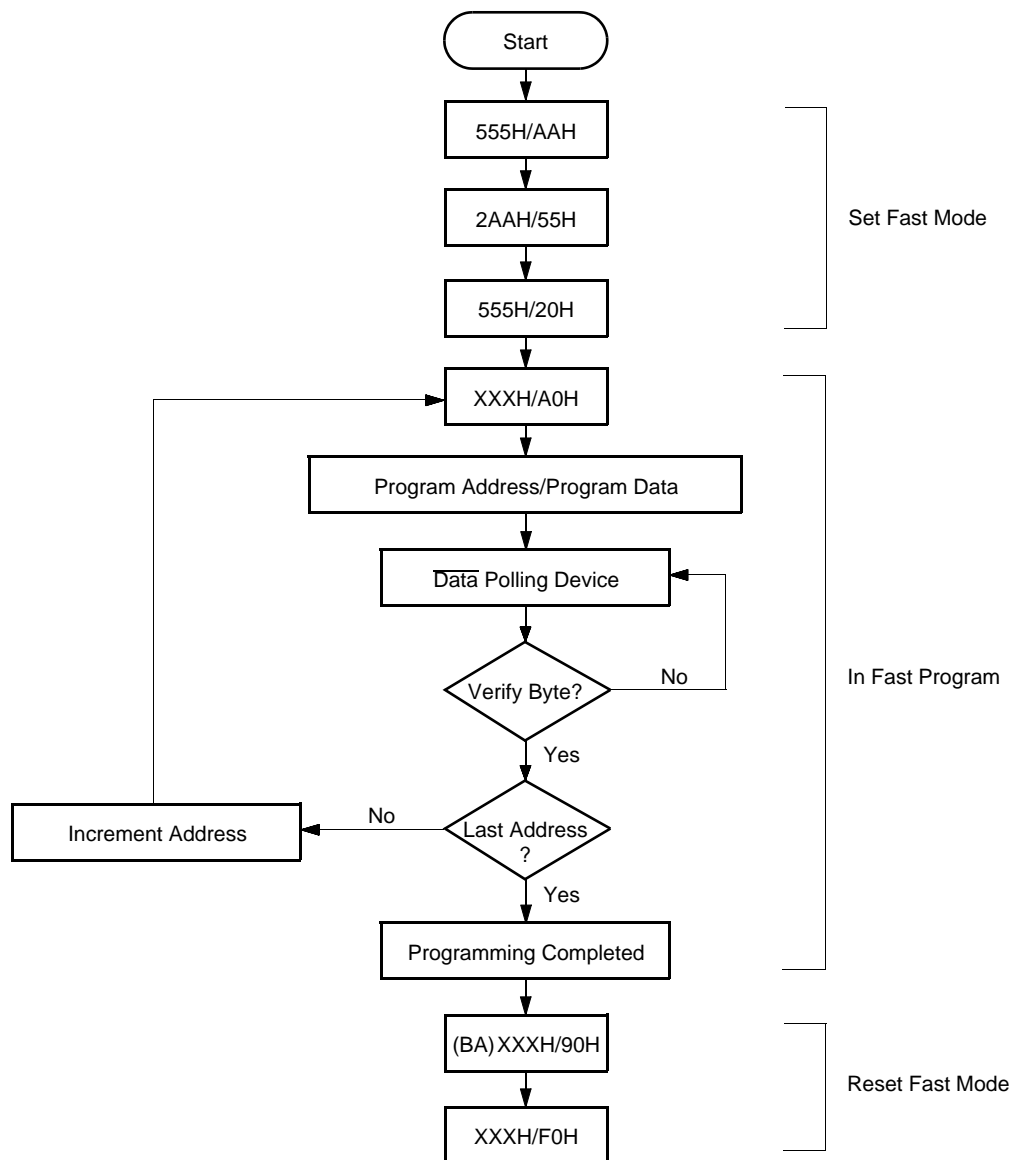 Start
555H/AAH
2AAH/55H
Set Fast Mode
555H/20H
XXXH/A0H
Program Address/Program Data
Data Polling Device
Verify Byte?
No
In Fast Program
Yes
Increment Address
No
Last Address
?
Yes
Programming Completed
(BA) XXXH/90H
Reset Fast Mode
XXXH/F0H